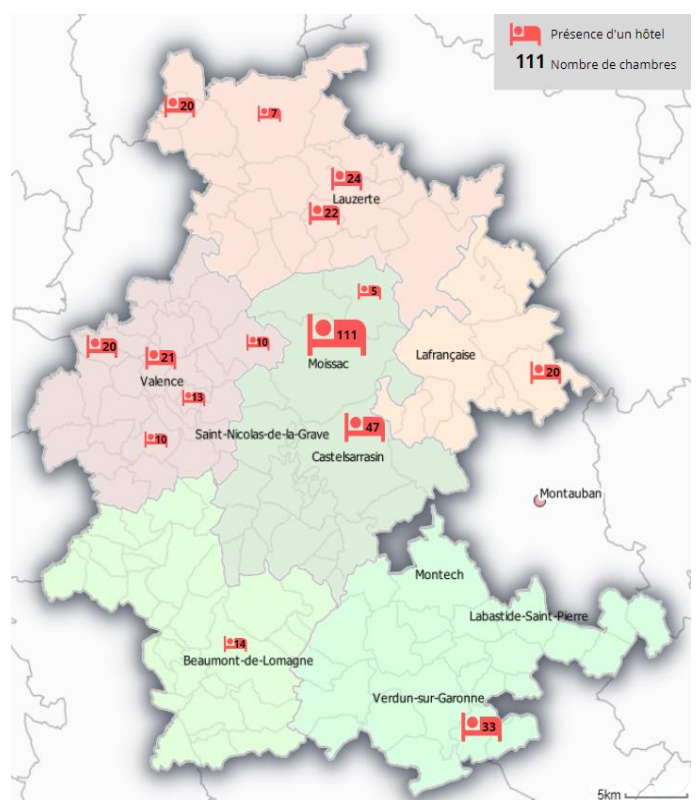 Présence d'un hôtel
111 Nombre de chambres
20
7
24
Lauzerte
22
5
111
Moissac
10
20
21
Valence
13
10
Lafrançaise
20
47
Saint-Nicolas-de-la-Grave
Castelsarrasin
Montauban
Montech
Labastide-Saint-Pierre
14
Beaumont-de-Lomagne
Verdun-sur-Garonne
33
5km